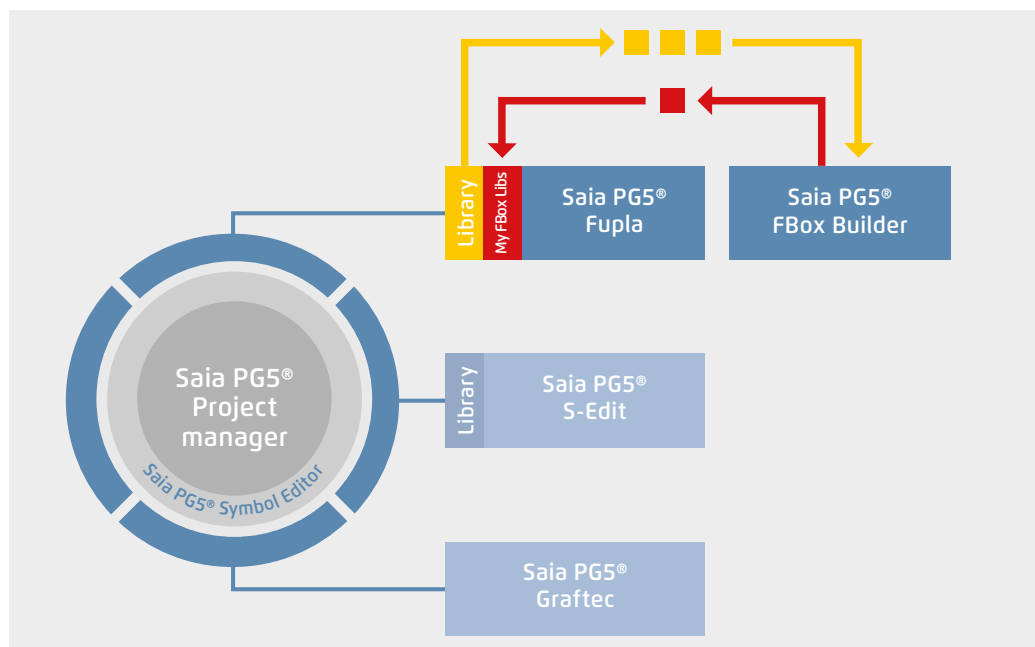 Library
My FBox Libs
Saia PG5®
Fupla
Saia PG5®
FBox Builder
Saia PG5®
Project
manager
Saia PG5® Symbol Editor
Library
Saia PG5®
S-Edit
Saia PG5®
Graftec